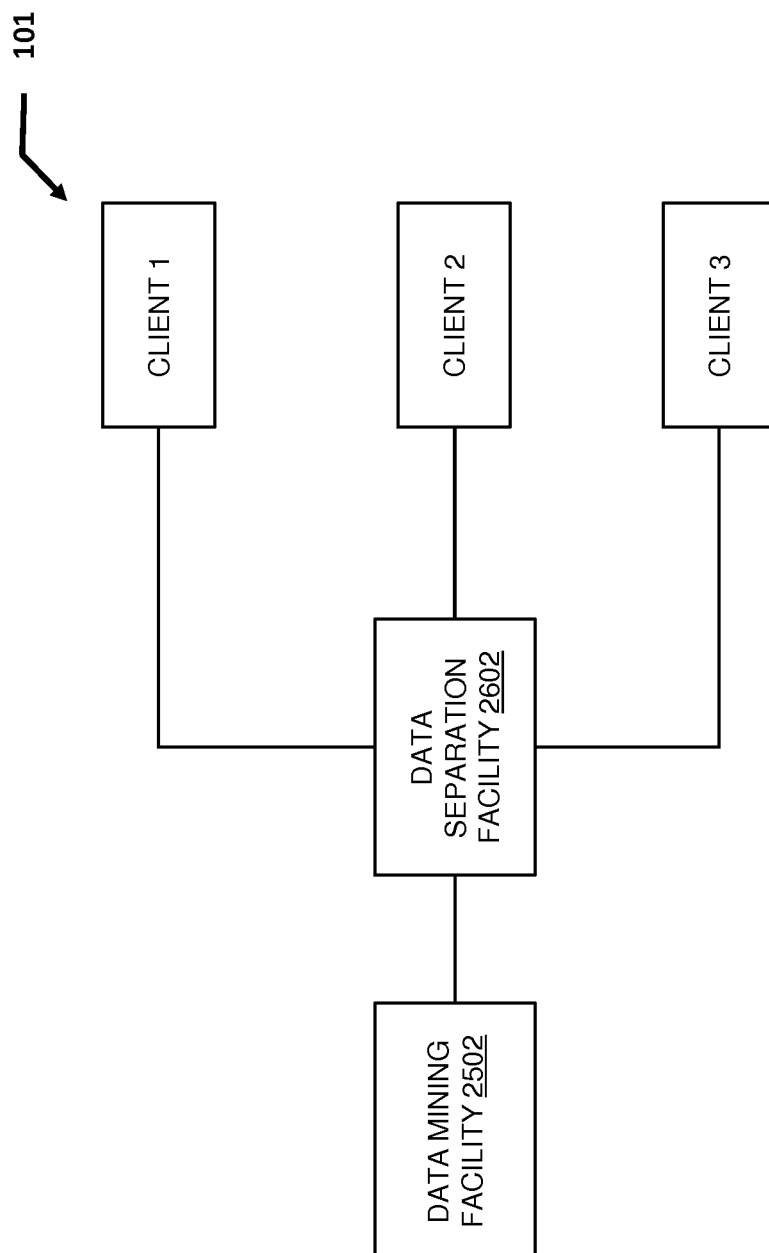 101
CLIENT 1
CLIENT 2
CLIENT 3
DATA
SEPARATION
FACILITY 2602
DATA MINING
FACILITY 2502